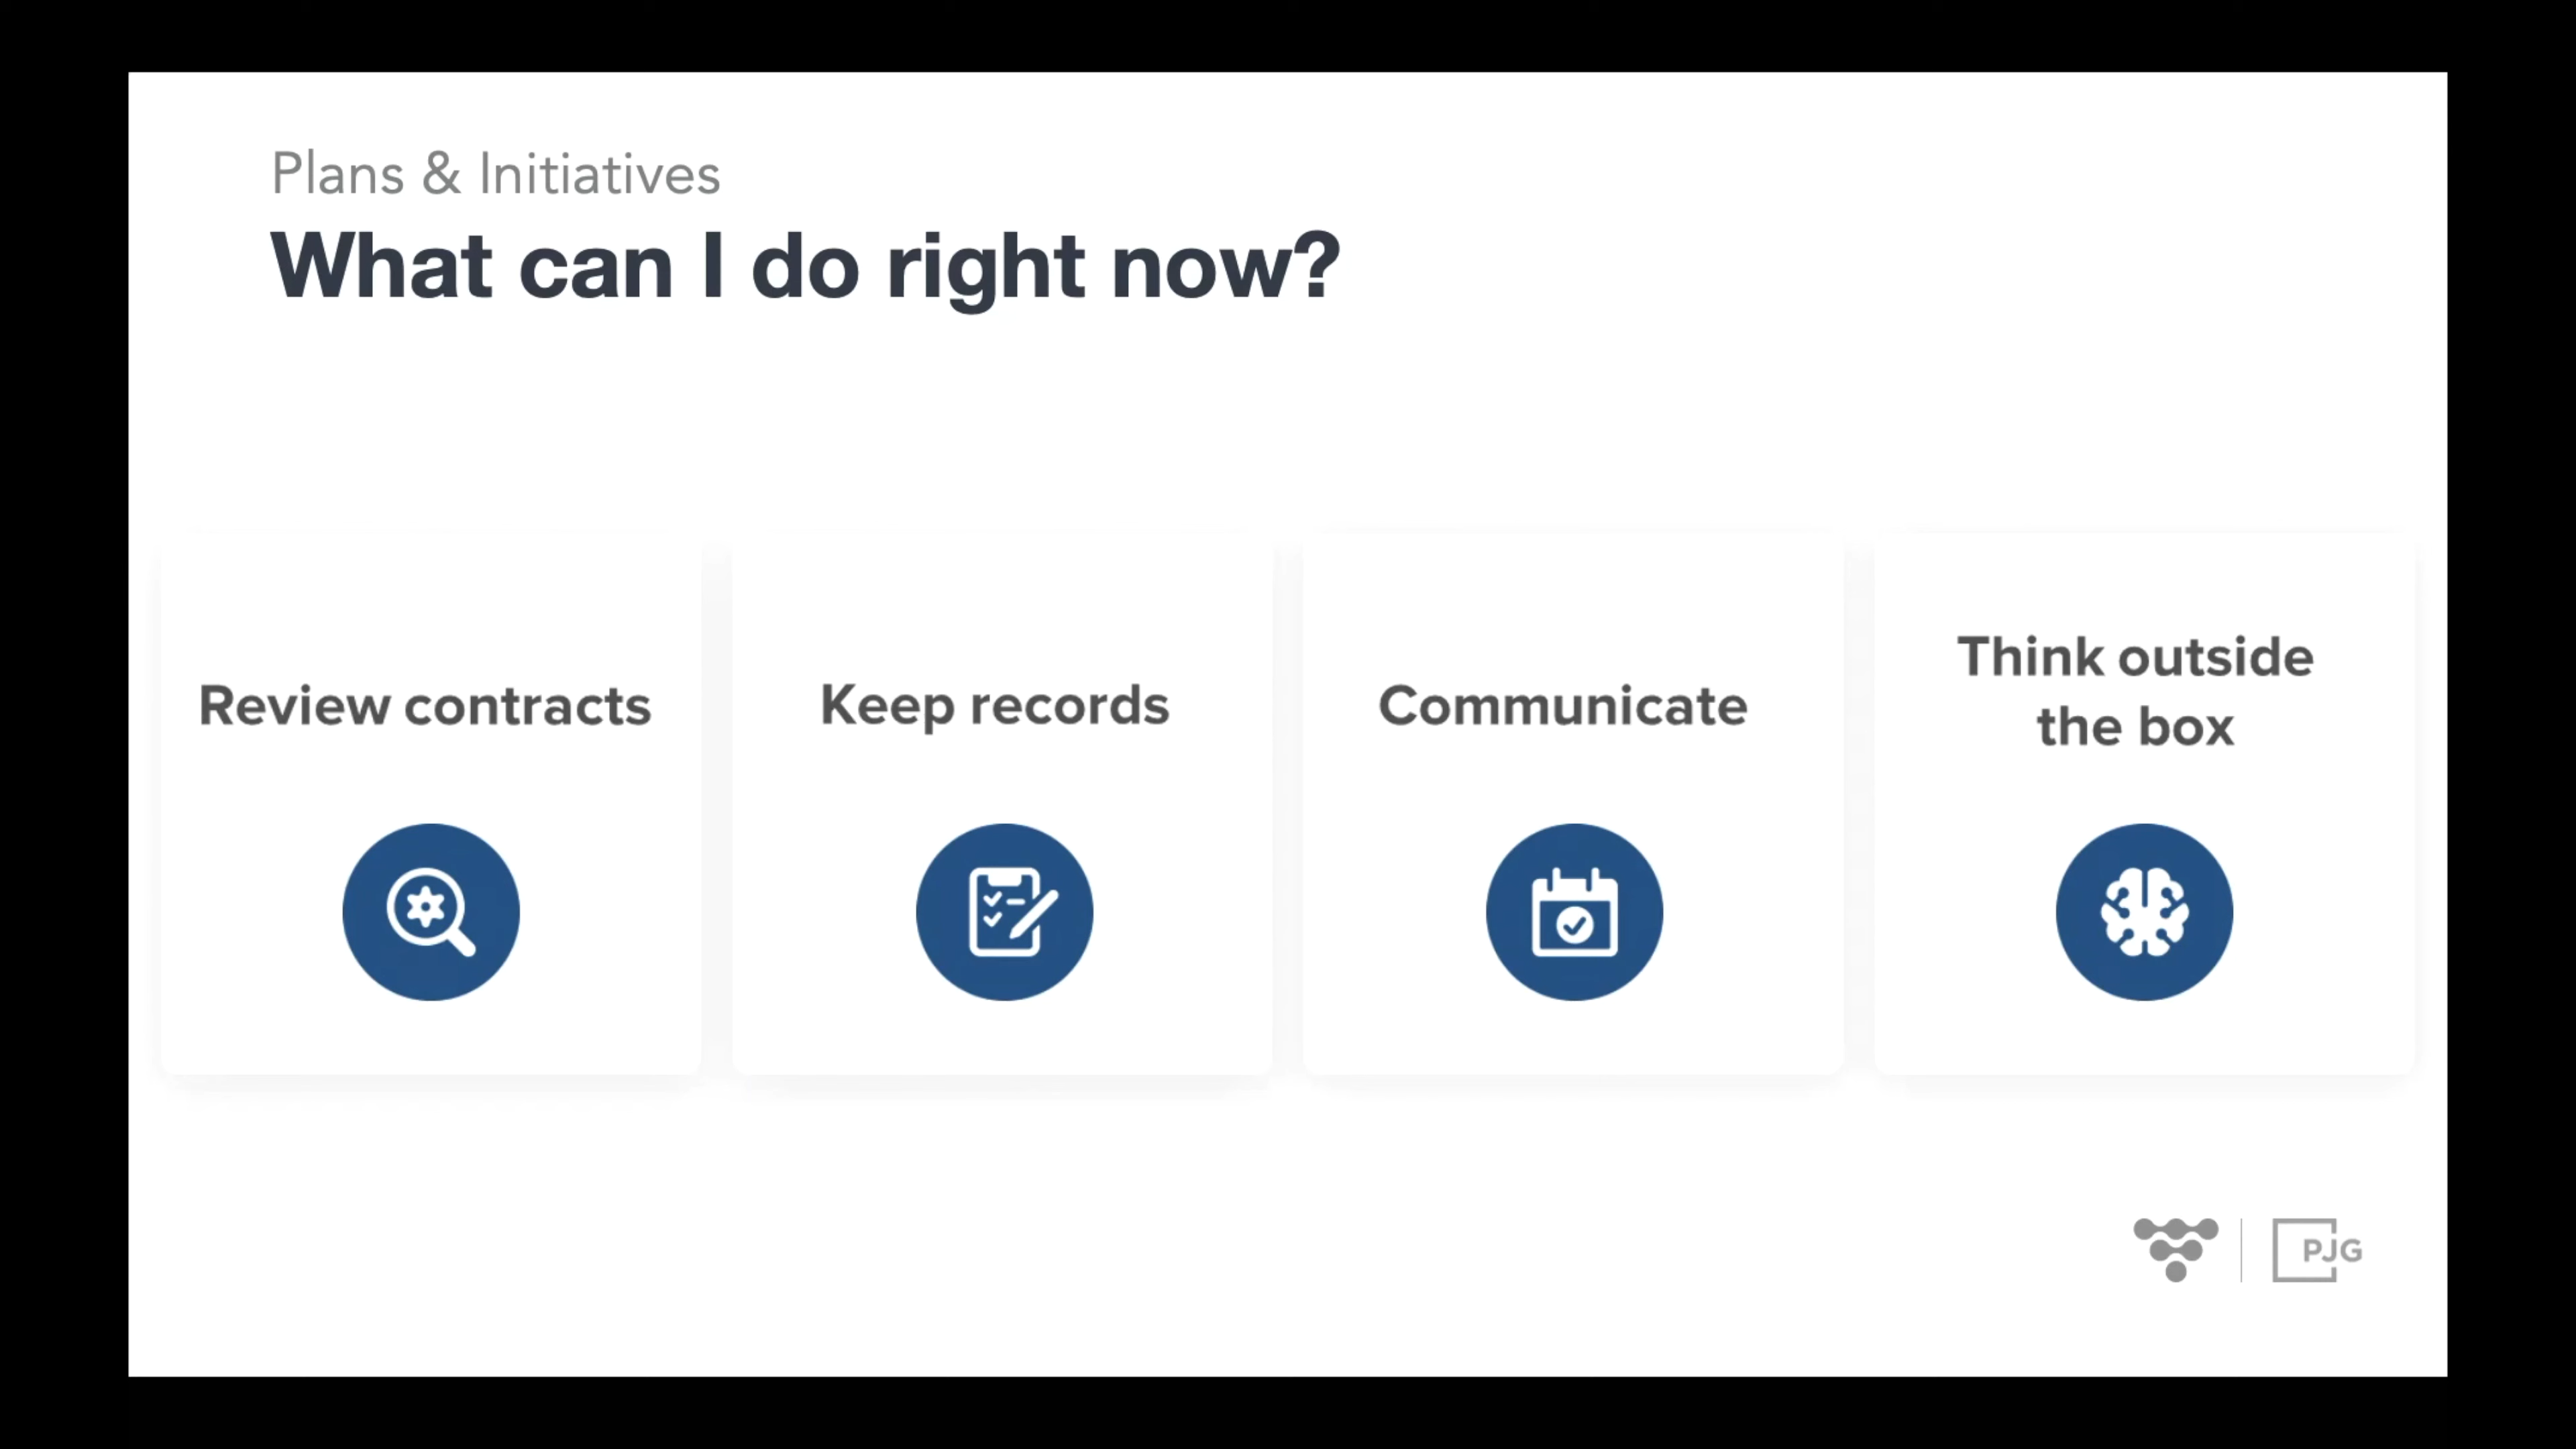 Plans & Initiatives
What can I do right now?
Review contracts
Keep records
Communicate
Think outside
the box
PJG